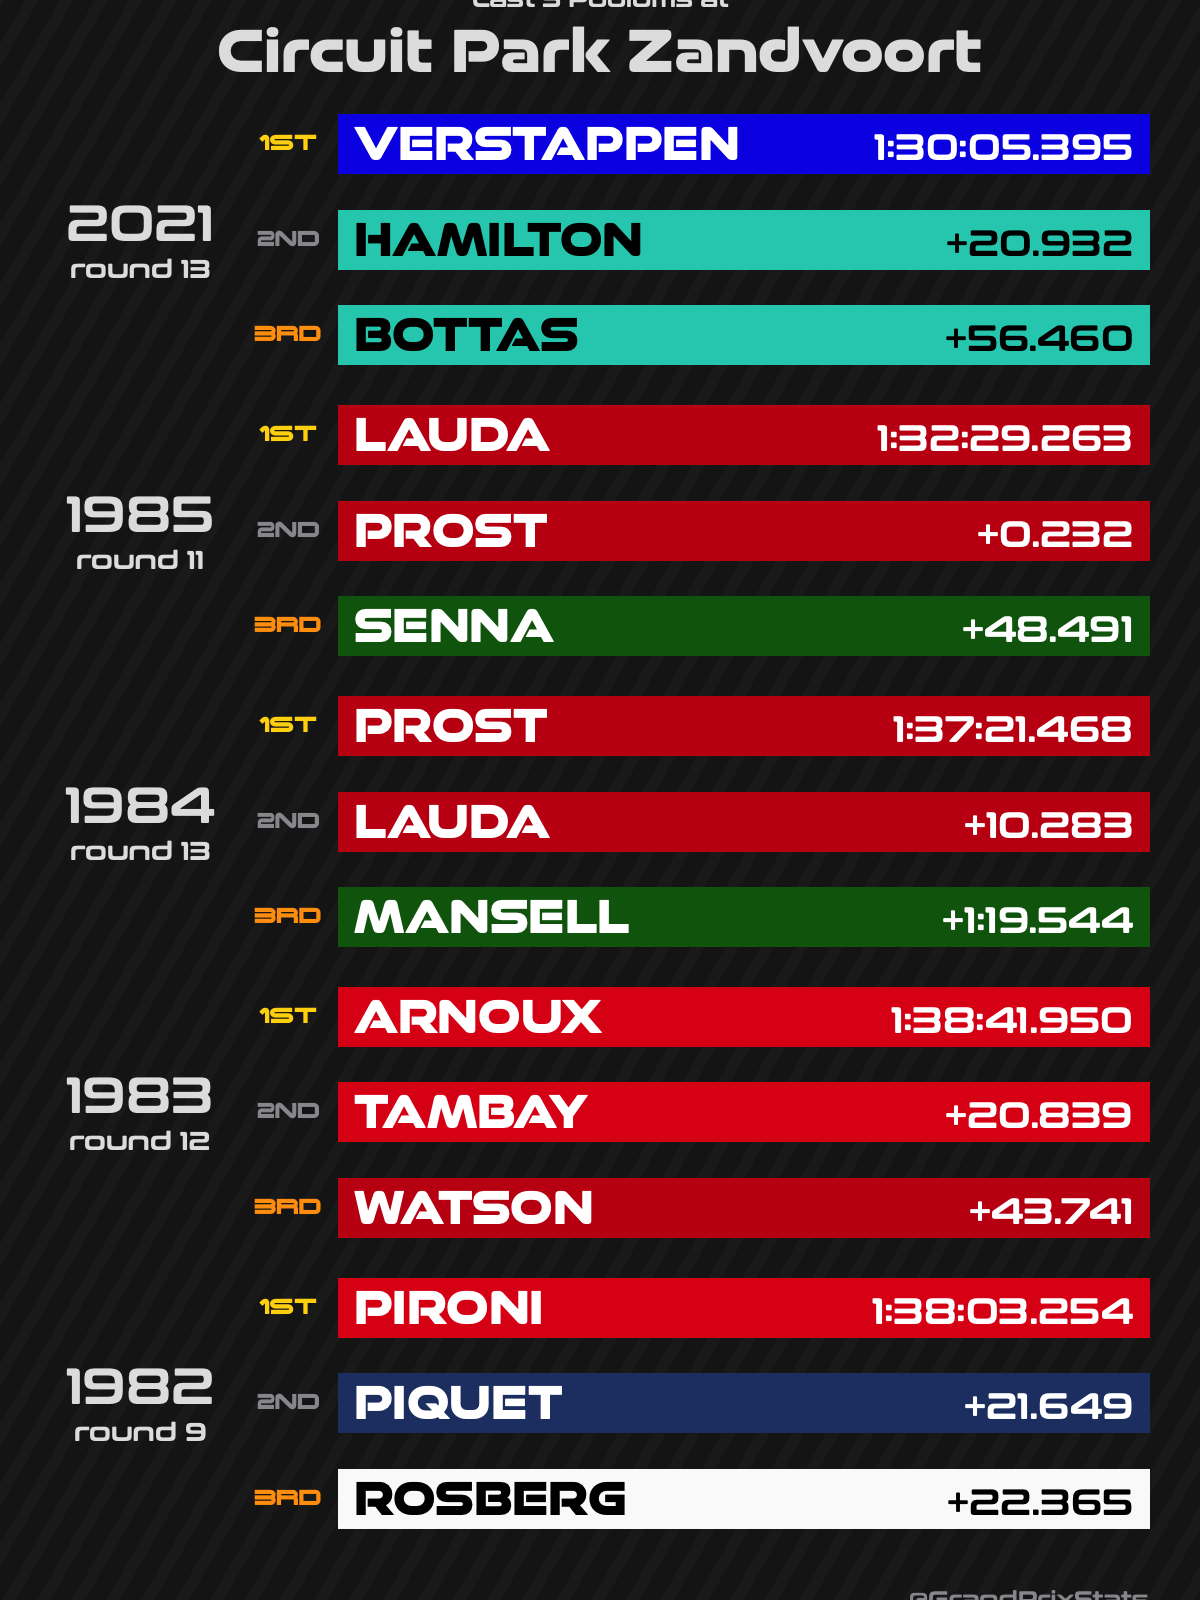 Last 5 Podiums at
Circuit Park Zandvoort
1ST VERSTAPPEN 1:30:05.395
2021
round 13
2ND HAMILTON +20.932
3RD BOTTAS +56.460
1ST LAUDA 1:32:29.263
1985
round 11
2ND PROST +0.232
3RD SENNA +48.491
1ST PROST 1:37:21.468
1984
round 13
2ND LAUDA +10.283
3RD MANSELL +1:19.544
1ST ARNOUX 1:38:41.950
1983
round 12
2ND TAMBAY +20.839
3RD WATSON +43.741
1ST PIRONI 1:38:03.254
1982
round 9
2ND PIQUET +21.649
3RD ROSBERG +22.365
@GrandPrixStats